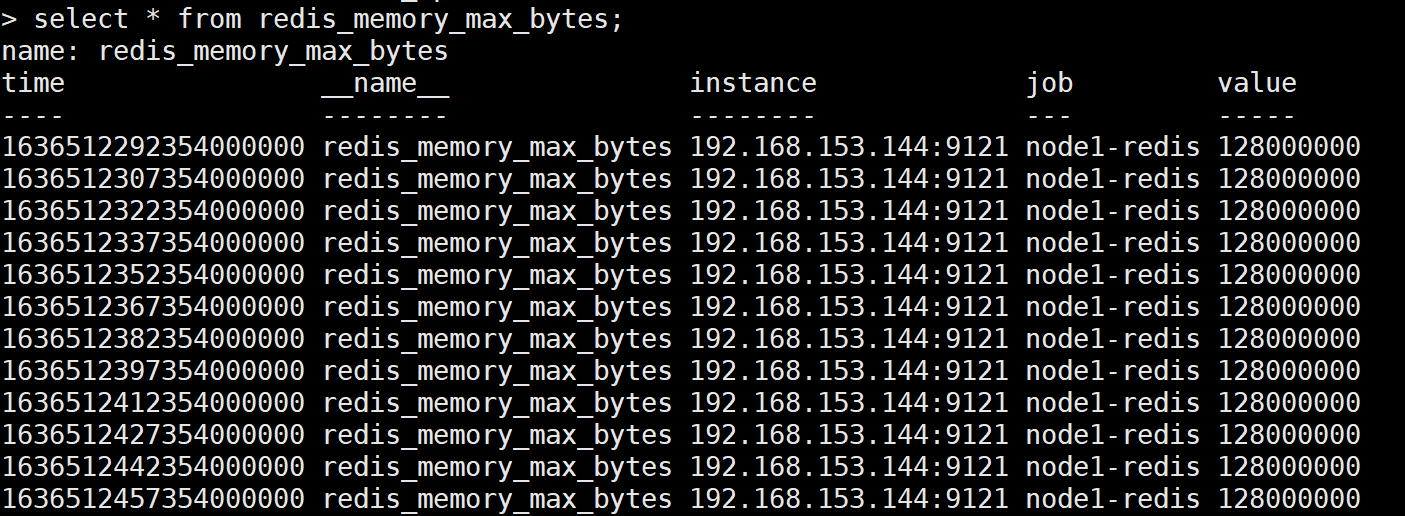 > select * from redis_memory_max_bytes;
name: redis_memory_max_bytes
time __name__ instance job value
---- -------- -------- --- -----
1636512292354000000 redis_memory_max_bytes 192.168.153.144:9121 node1-redis 128000000
1636512307354000000 redis_memory_max_bytes 192.168.153.144:9121 node1-redis 128000000
1636512322354000000 redis_memory_max_bytes 192.168.153.144:9121 node1-redis 128000000
1636512337354000000 redis_memory_max_bytes 192.168.153.144:9121 node1-redis 128000000
1636512352354000000 redis_memory_max_bytes 192.168.153.144:9121 node1-redis 128000000
1636512367354000000 redis_memory_max_bytes 192.168.153.144:9121 node1-redis 128000000
1636512382354000000 redis_memory_max_bytes 192.168.153.144:9121 node1-redis 128000000
1636512397354000000 redis_memory_max_bytes 192.168.153.144:9121 node1-redis 128000000
1636512412354000000 redis_memory_max_bytes 192.168.153.144:9121 node1-redis 128000000
1636512427354000000 redis_memory_max_bytes 192.168.153.144:9121 node1-redis 128000000
1636512442354000000 redis_memory_max_bytes 192.168.153.144:9121 node1-redis 128000000
1636512457354000000 redis_memory_max_bytes 192.168.153.144:9121 node1-redis 128000000